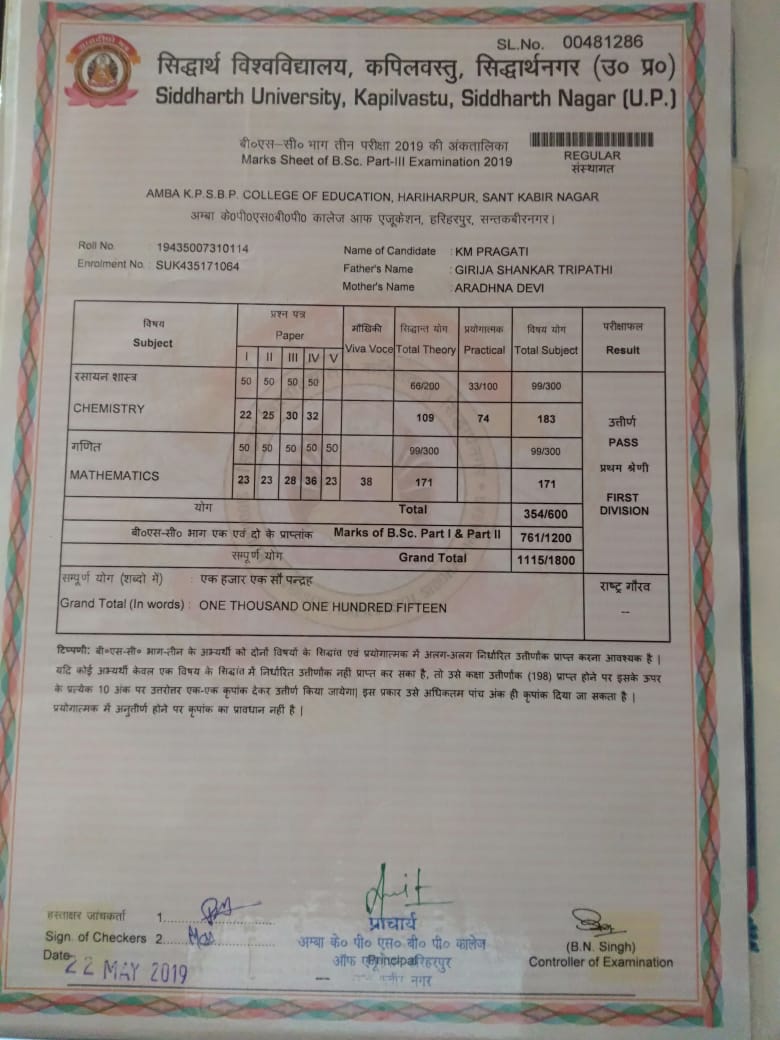 SL.No. 00481286
सिद्धार्थ विश्वविद्यालय, कपिलवस्तु, सिद्धार्थनगर (उ० प्र०)
Siddharth University, Kapilvastu, Siddharth Nagar (U.P.)
बी०एस–सी० भाग तीन परीक्षा 2019 की अंकतालिका
Marks Sheet of B.Sc. Part-III Examination 2019
REGULAR
संस्थागत
AMBA K.P.S.B.P. COLLEGE OF EDUCATION, HARIHARPUR, SANT KABIR NAGAR
अम्बा के०पी०एस०बी०पी० कालेज आफ एजूकेशन, हरिहरपुर, सन्तकबीरनगर।
Roll No. : 19435007310114
Enrolment No. : SUK435171064
Name of Candidate : KM PRAGATI
Father's Name : GIRIJA SHANKAR TRIPATHI
Mother's Name : ARADHNA DEVI
विषय प्रश्न पत्र मौखिकी सिद्धान्त योग प्रयोगात्मक विषय योग परीक्षाफल
Subject Paper Viva Voce Total Theory Practical Total Subject Result
I II III IV V
रसायन शास्त्र 50 50 50 50 66/200 33/100 99/300
CHEMISTRY 22 25 30 32 109 74 183
गणित 50 50 50 50 50 99/300 99/300
MATHEMATICS 23 23 28 36 23 38 171 171
उत्तीर्ण
PASS
प्रथम श्रेणी
FIRST
DIVISION
योग Total 354/600
बी०एस–सी० भाग एक एवं दो के प्राप्तांक Marks of B.Sc. Part I & Part II 761/1200
सम्पूर्ण योग Grand Total 1115/1800
सम्पूर्ण योग (शब्दो में) : एक हजार एक सौ पन्द्रह
Grand Total (In words) : ONE THOUSAND ONE HUNDRED FIFTEEN
राष्ट्र गौरव
--
टिप्पणी: बी०एस-सी० भाग-तीन के अभ्यर्थी को दोनों विषयों के सिद्धांत एवं प्रयोगात्मक में अलग-अलग निर्धारित उत्तीर्णांक प्राप्त करना आवश्यक है |
यदि कोई अभ्यर्थी केवल एक विषय के सिद्धांत में निर्धारित उत्तीर्णांक नही प्राप्त कर सका है, तो उसे कक्षा उत्तीर्णांक (198) प्राप्त होने पर इसके ऊपर
के प्रत्येक 10 अंक पर उत्तरोत्तर एक-एक कृपांक देकर उत्तीर्ण किया जायेगा| इस प्रकार उसे अधिकतम पांच अंक ही कृपांक दिया जा सकता है |
प्रयोगात्मक में अनुत्तीर्ण होने पर कृपांक का प्रावधान नहीं है |
हस्ताक्षर जांचकर्ता 1.
Sign. of Checkers 2.
Date
22 MAY 2019
प्राचार्य
अम्बा के० पी० एस० बी० पी० कालेज
Principal
हरिहरपुर
नगर
(B.N. Singh)
Controller of Examination